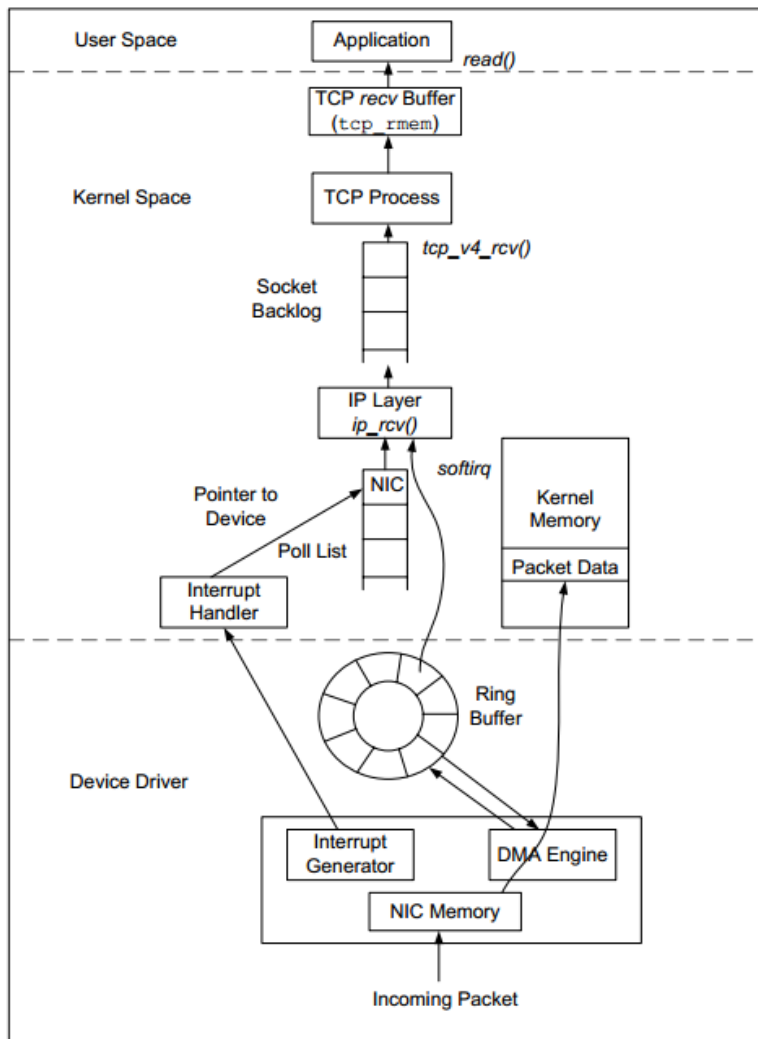 User Space
Application
read()
TCP recv Buffer
(tcp_rmem)
Kernel Space
TCP Process
tcp_v4_rcv()
Socket
Backlog
IP Layer
ip_rcv()
softirq
NIC
Pointer to
Device
Poll List
Kernel
Memory
Packet Data
Interrupt
Handler
Ring
Buffer
Device Driver
Interrupt
Generator
DMA Engine
NIC Memory
Incoming Packet